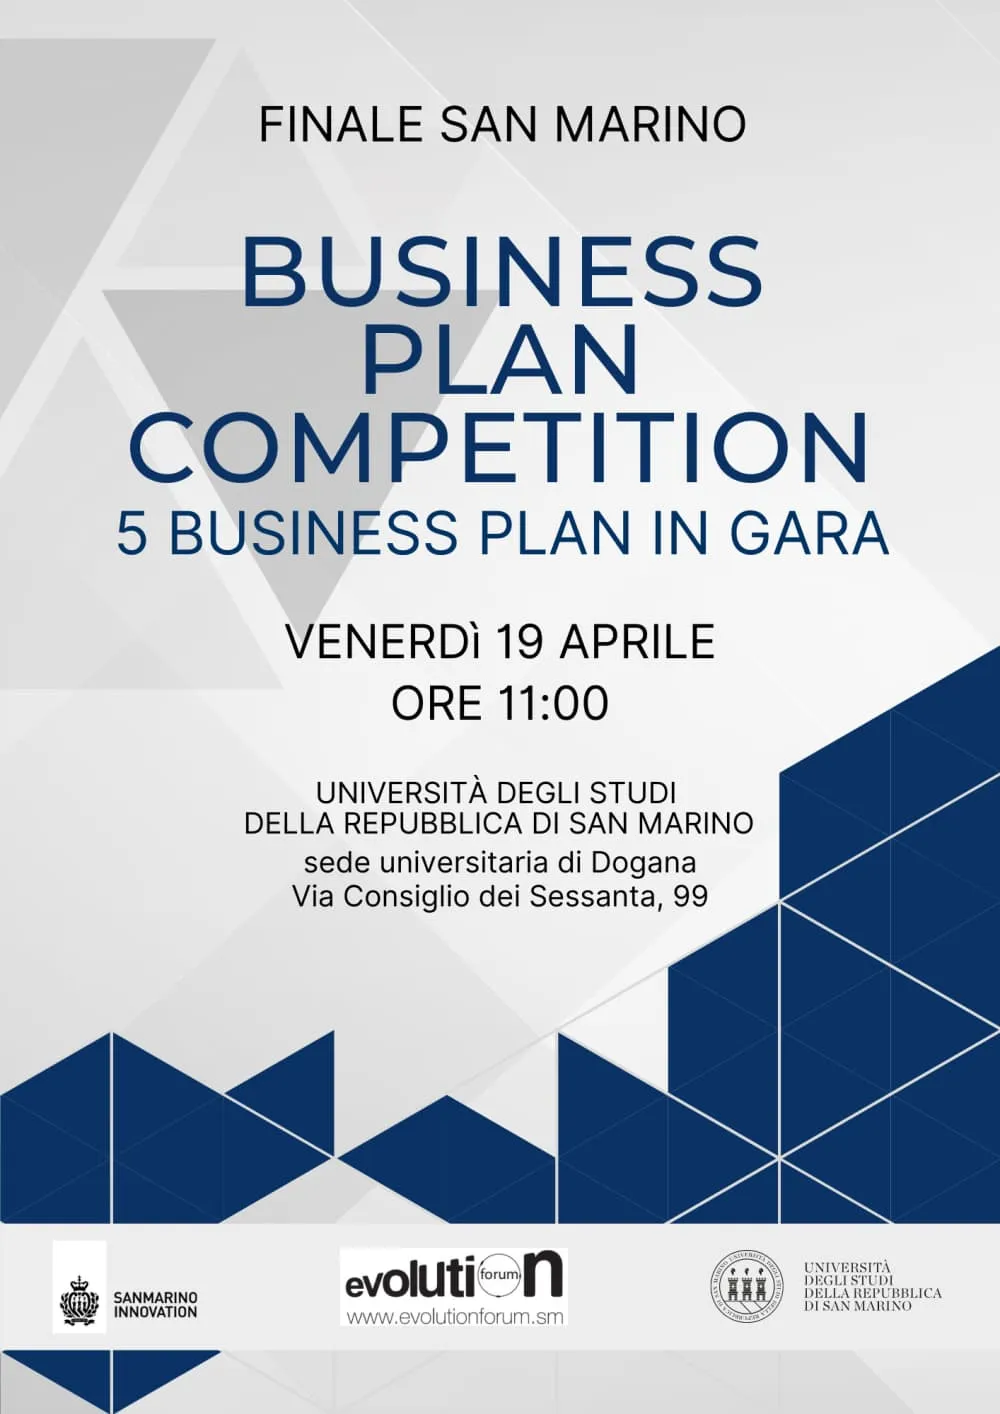 FINALE SAN MARINO
BUSINESS
PLAN
COMPETITION
5 BUSINESS PLAN IN GARA
VENERDì 19 APRILE
ORE 11:00
UNIVERSITÀ DEGLI STUDI
DELLA REPUBBLICA DI SAN MARINO
sede universitaria di Dogana
Via Consiglio dei Sessanta, 99
SANMARINO
INNOVATION
evolution
forum
www.evolutionforum.sm
UNIVERSITÀ
DEGLI STUDI
DELLA REPUBBLICA
DI SAN MARINO